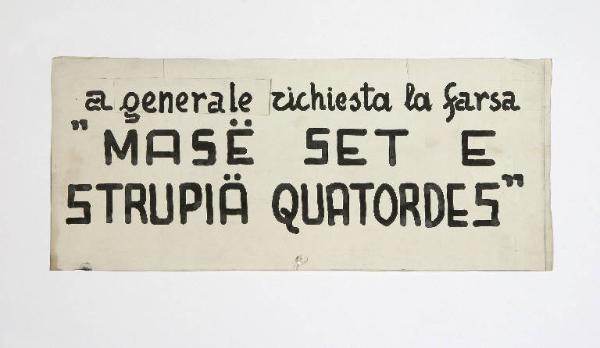 a generale richiesta la farsa
"MASË SET E
STRUPIÄ QUATORDES"